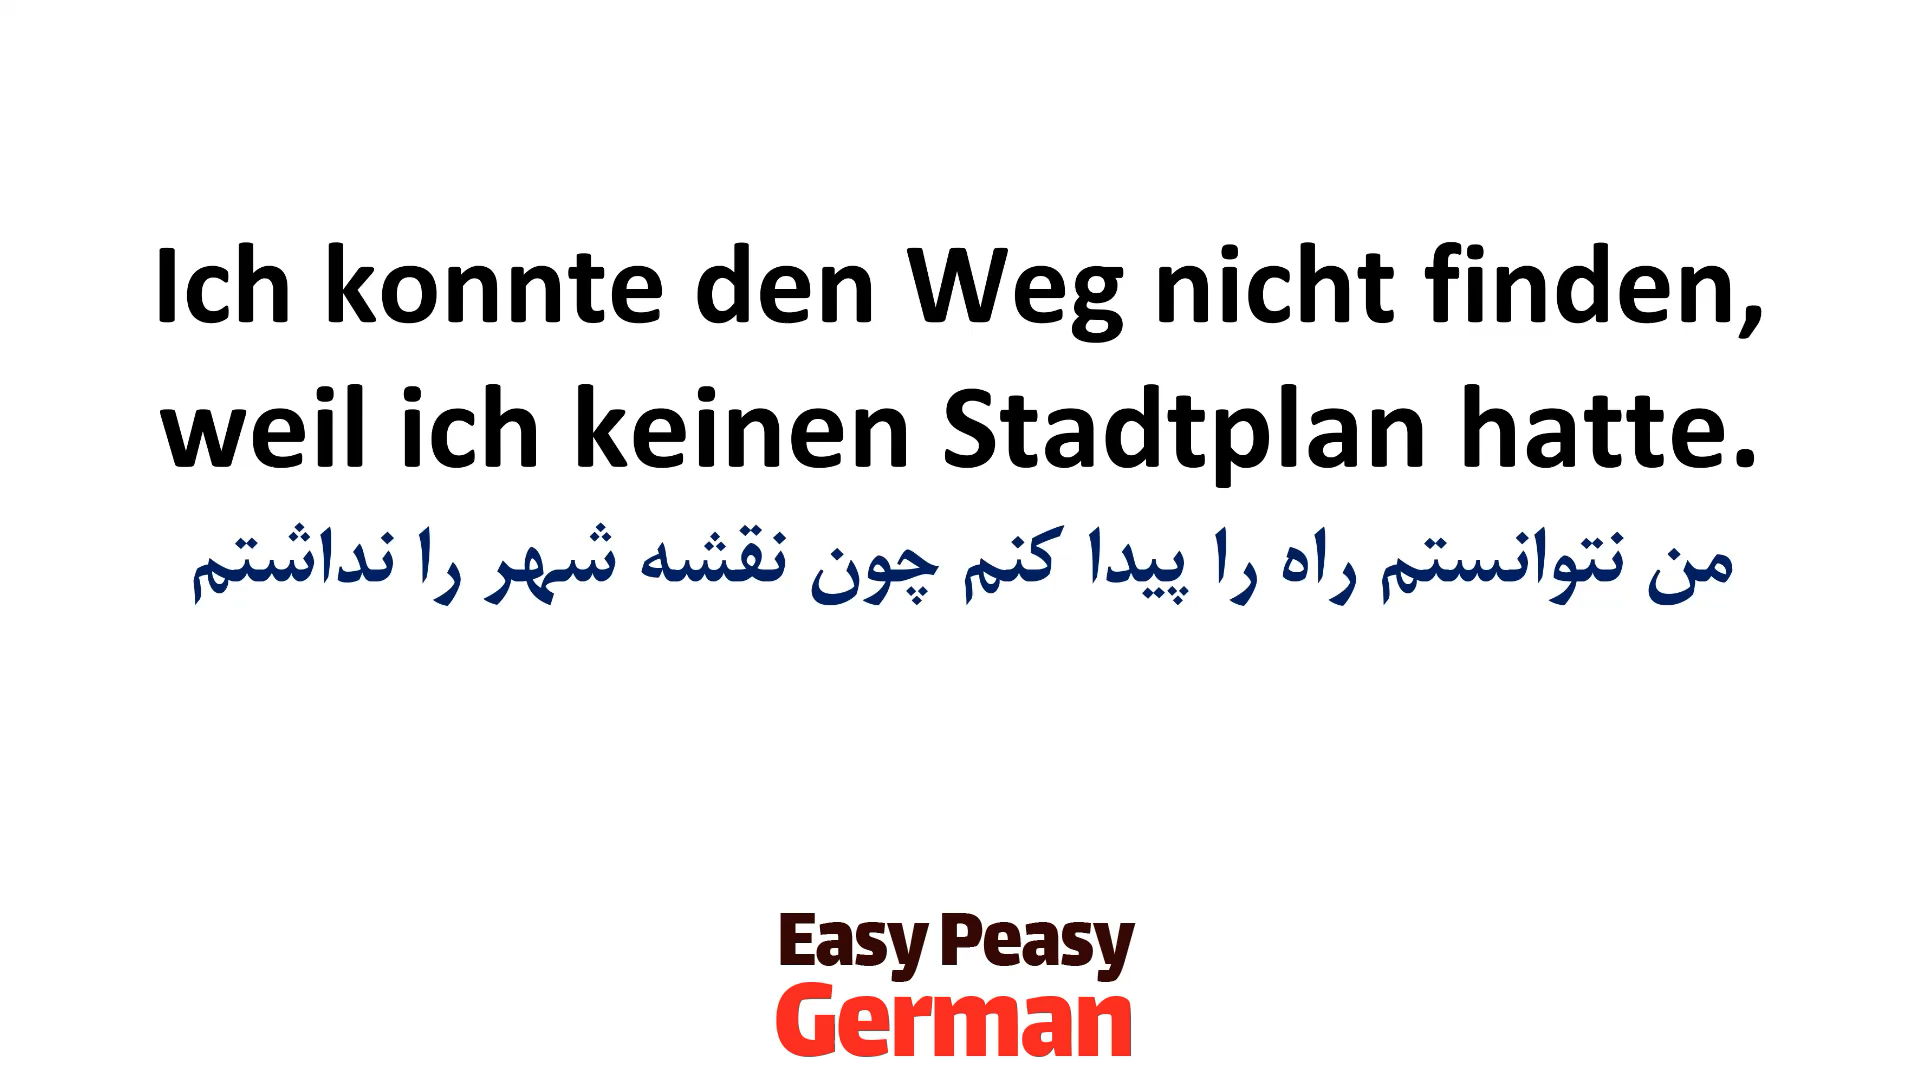 Ich konnte den Weg nicht finden,
weil ich keinen Stadtplan hatte.
من نتوانستم راه را پیدا کنم چون نقشه شهر را نداشتم
Easy Peasy
German